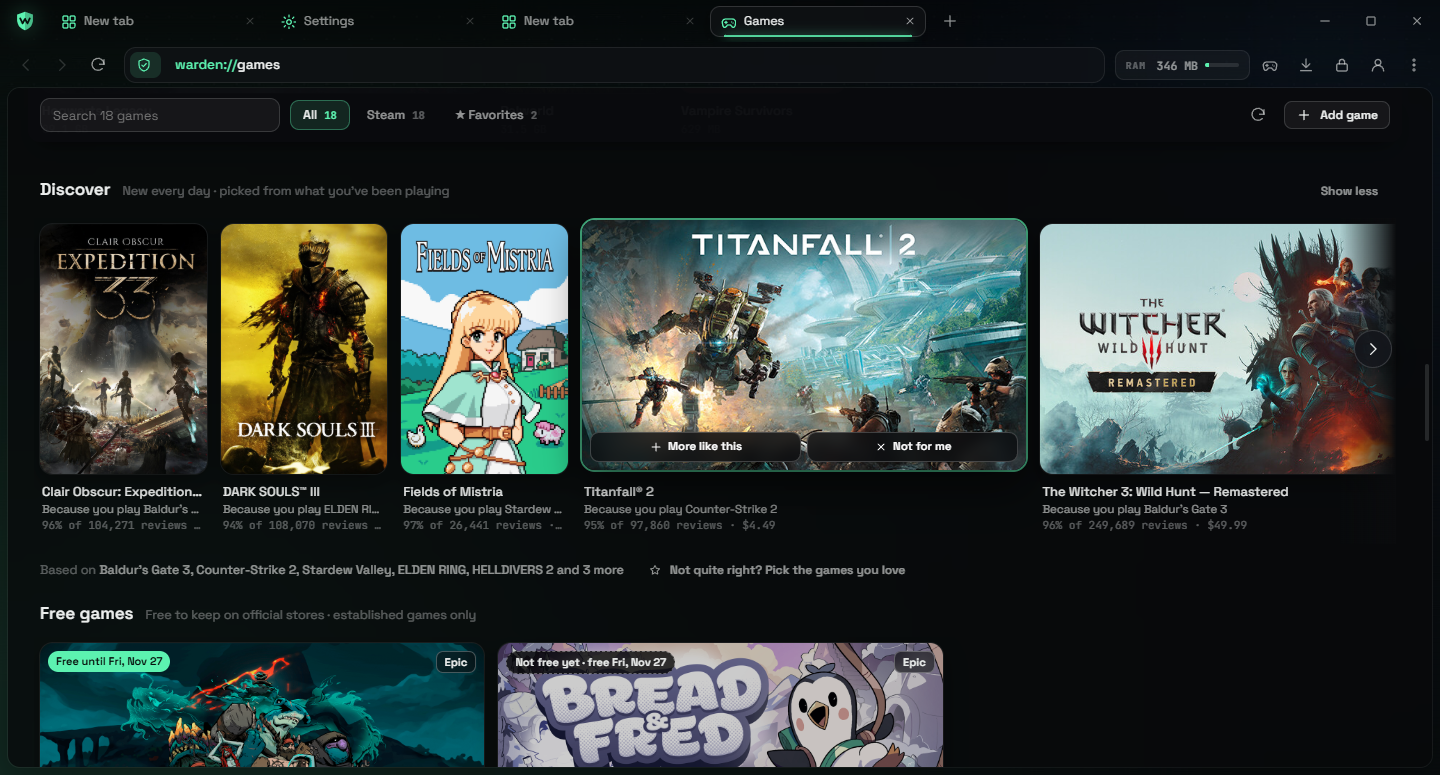 New tab
Settings
New tab
Games
warden://games
RAM 346 MB
Search 18 games
All 18
Steam 18
★ Favorites 2
Vampire Survivors
+ Add game
Discover
New every day · picked from what you've been playing
Show less
CLAIR OBSCUR
EXPEDITION
33
DARK SOULS III
FIELDS OF MISTRIA
TITANFALL 2
+ More like this
× Not for me
THE
WITCHER
WILD HUNT
REMASTERED
Clair Obscur: Expedition...
Because you play Baldur's ...
96% of 104,271 reviews …
DARK SOULS™ III
Because you play ELDEN RI...
94% of 108,070 reviews …
Fields of Mistria
Because you play Stardew ...
97% of 26,441 reviews ·…
Titanfall® 2
Because you play Counter-Strike 2
95% of 97,860 reviews · $4.49
The Witcher 3: Wild Hunt — Remastered
Because you play Baldur's Gate 3
96% of 249,689 reviews · $49.99
Based on Baldur's Gate 3, Counter-Strike 2, Stardew Valley, ELDEN RING, HELLDIVERS 2 and 3 more
☆ Not quite right? Pick the games you love
Free games
Free to keep on official stores · established games only
Free until Fri, Nov 27
Epic
Not free yet · free Fri, Nov 27
Epic
BREAD
&
FRED